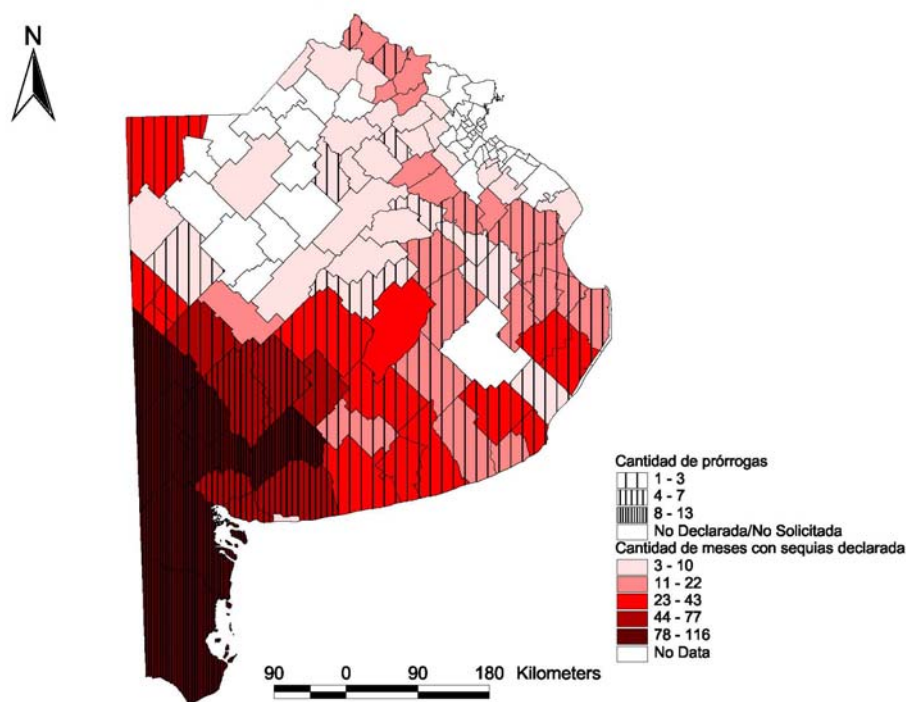 N
Cantidad de prórrogas
1 - 3
4 - 7
8 - 13
No Declarada/No Solicitada
Cantidad de meses con sequias declarada
3 - 10
11 - 22
23 - 43
44 - 77
78 - 116
No Data
90 0 90 180 Kilometers